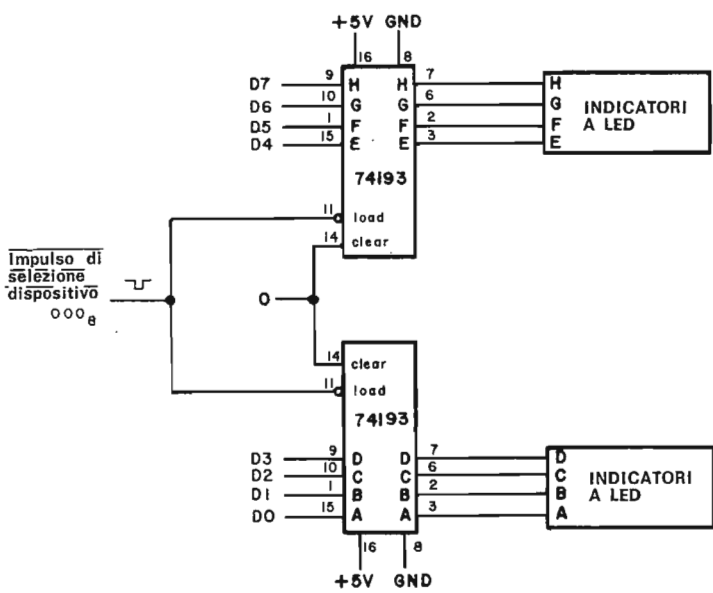 +5V GND
16 8
D7 9 H H 7 H
D6 10 G G 6 G
D5 1 F F 2 F
D4 15 E E 3 E
INDICATORI
A LED
74193
11 load
14 clear
Impulso di
selezione
dispositivo
000₈
0
14 clear
11 load
74193
D3 9 D D 7 D
D2 10 C C 6 C
D1 1 B B 2 B
D0 15 A A 3 A
INDICATORI
A LED
16 8
+5V GND